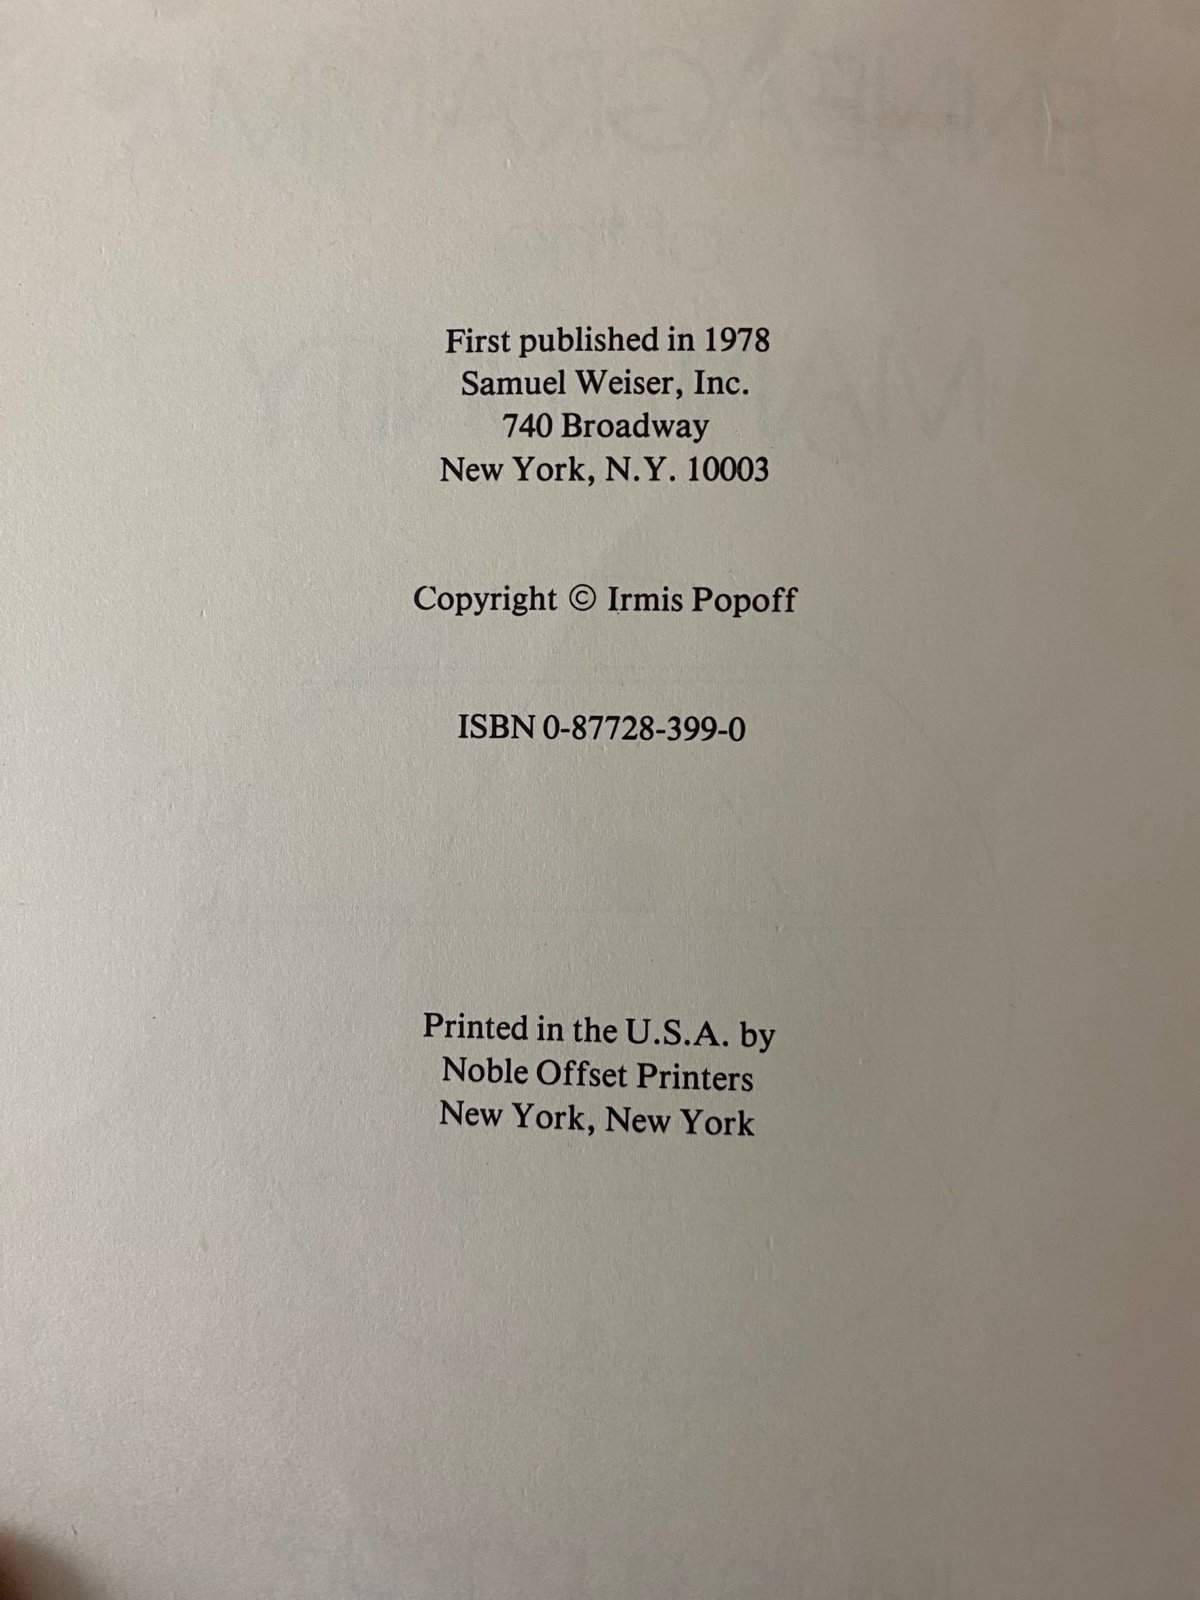 First published in 1978
Samuel Weiser, Inc.
740 Broadway
New York, N.Y. 10003
Copyright © Irmis Popoff
ISBN 0-87728-399-0
Printed in the U.S.A. by
Noble Offset Printers
New York, New York